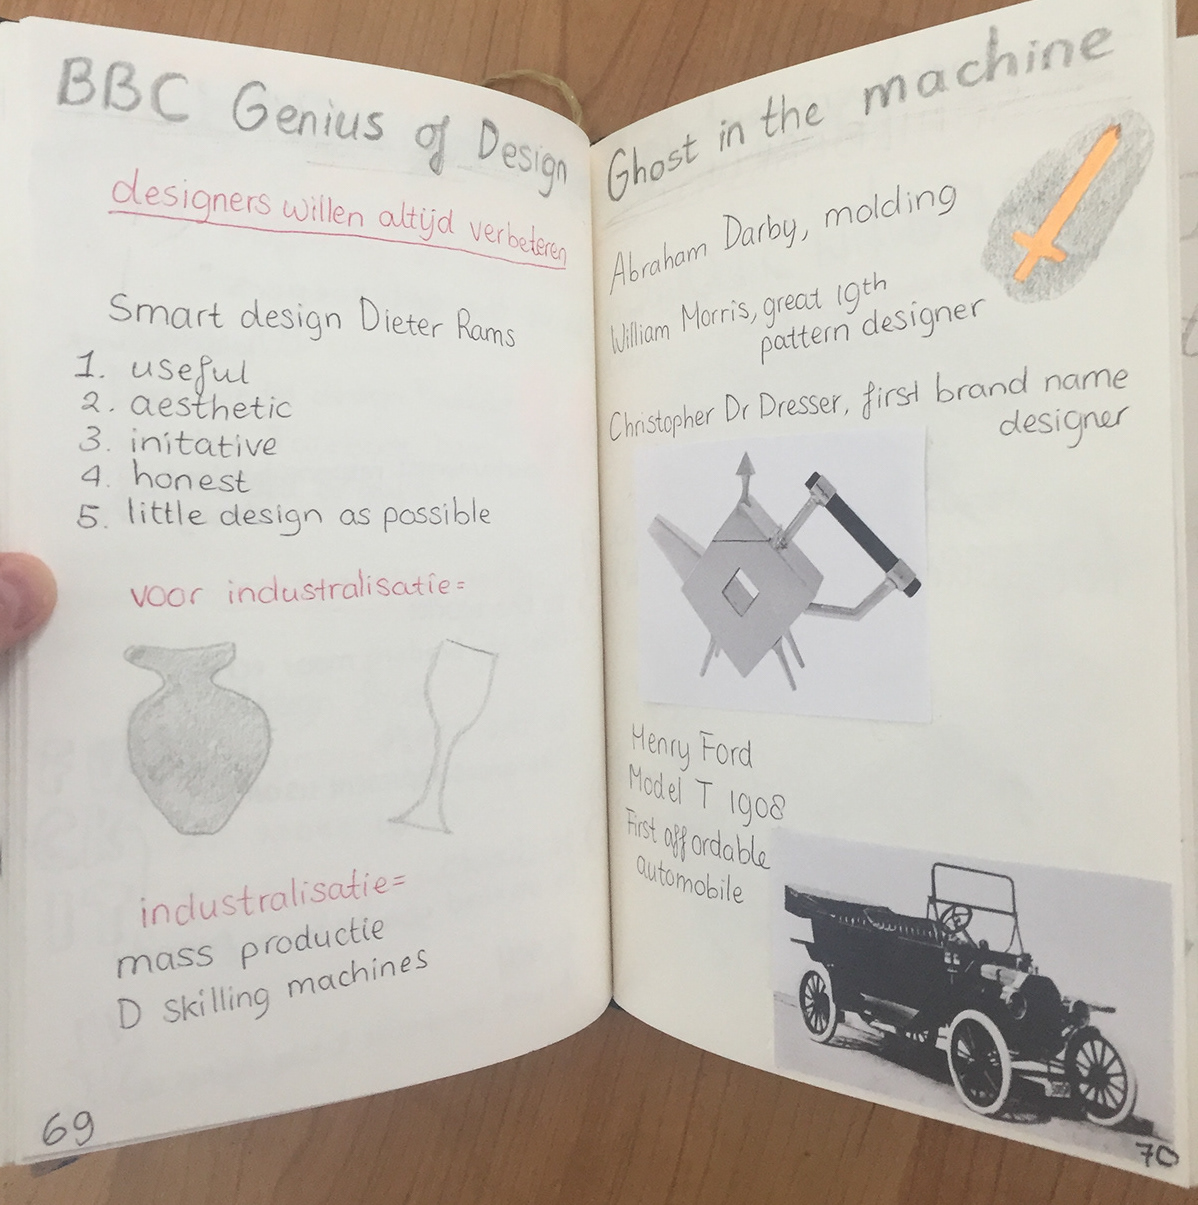 BBC Genius of Design
designers willen altijd verbeteren
Smart design Dieter Rams
1. useful
2. aesthetic
3. initative
4. honest
5. little design as possible
voor industralisatie=
industralisatie=
mass productie
D skilling machines
69
Ghost in the machine
Abraham Darby, molding
William Morris, great 19th
pattern designer
Christopher Dr Dresser, first brand name
designer
Henry Ford
Model T 1908
First affordable
automobile
70